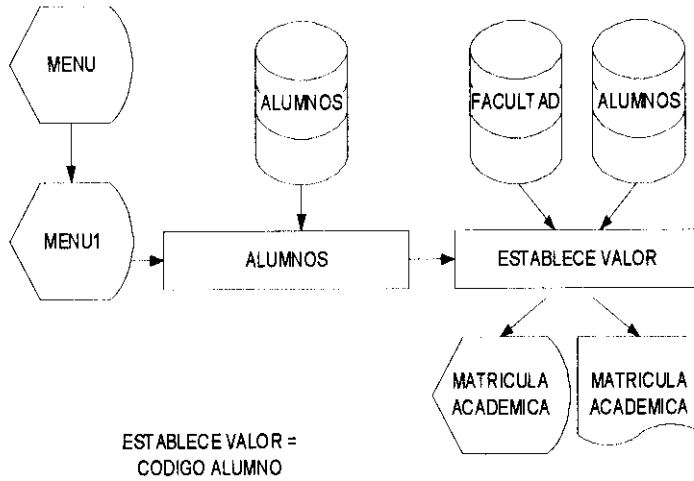 MENU
ALUMNOS
FACULTAD
ALUMNOS
MENU1
ALUMNOS
ESTABLECE VALOR
MATRICULA
ACADEMICA
MATRICULA
ACADEMICA
ESTABLECE VALOR =
CODIGO ALUMNO